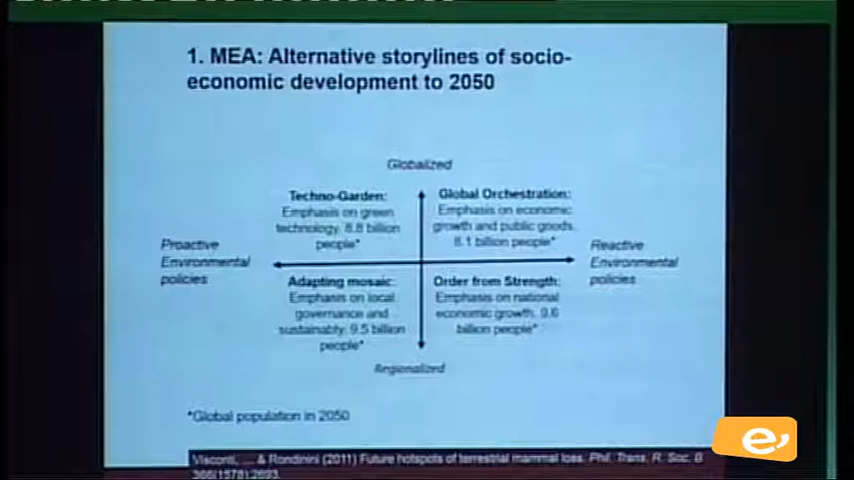 1. MEA: Alternative storylines of socio-
economic development to 2050
Globalized
Techno-Garden:
Emphasis on green
technology. 8.8 billion
people*
Global Orchestration:
Emphasis on economic
growth and public goods.
8.1 billion people*
Proactive
Environmental
policies
Reactive
Environmental
policies
Adapting mosaic:
Emphasis on local
governance and
sustainably. 9.5 billion
people*
Order from Strength:
Emphasis on national
economic growth. 9.6
billion people*
Regionalized
*Global population in 2050
Visconti, ... & Rondinini (2011) Future hotspots of terrestrial mammal loss. Phil. Trans. R. Soc. B
366(1578):2693
e